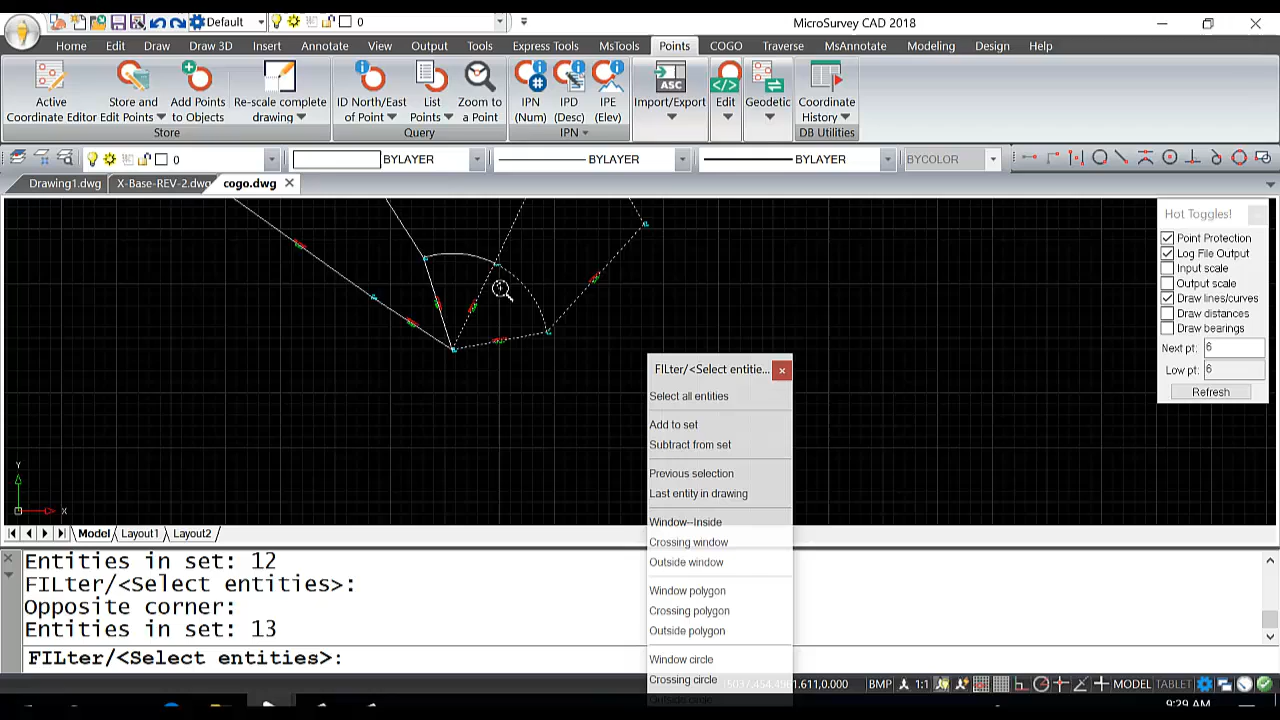 Default
0
MicroSurvey CAD 2018
Home Edit Draw Draw 3D Insert Annotate View Output Tools Express Tools MsTools Points COGO Traverse MsAnnotate Modeling Design Help
Active Coordinate Editor
Store and Edit Points
Add Points to Objects
Re-scale complete drawing
ID North/East of Point
List Points
Zoom to a Point
IPN (Num)
IPD (Desc)
IPE (Elev)
Import/Export
ASC
Edit
Geodetic
Coordinate History
Store
Query
IPN
DB Utilities
0
BYLAYER
BYLAYER
BYLAYER
BYCOLOR
Drawing1.dwg
X-Base-REV-2.dwg
cogo.dwg
Hot Toggles!
Point Protection
Log File Output
Input scale
Output scale
Draw lines/curves
Draw distances
Draw bearings
Next pt: 6
Low pt: 6
Refresh
FILter/<Select entitie...
Select all entities
Add to set
Subtract from set
Previous selection
Last entity in drawing
Window--Inside
Crossing window
Outside window
Window polygon
Crossing polygon
Outside polygon
Window circle
Crossing circle
Outside circle
Y
X
Model
Layout1
Layout2
Entities in set: 12
FILter/<Select entities>:
Opposite corner:
Entities in set: 13
FILter/<Select entities>:
BMP
1:1
MODEL
TABLET
9:29 AM